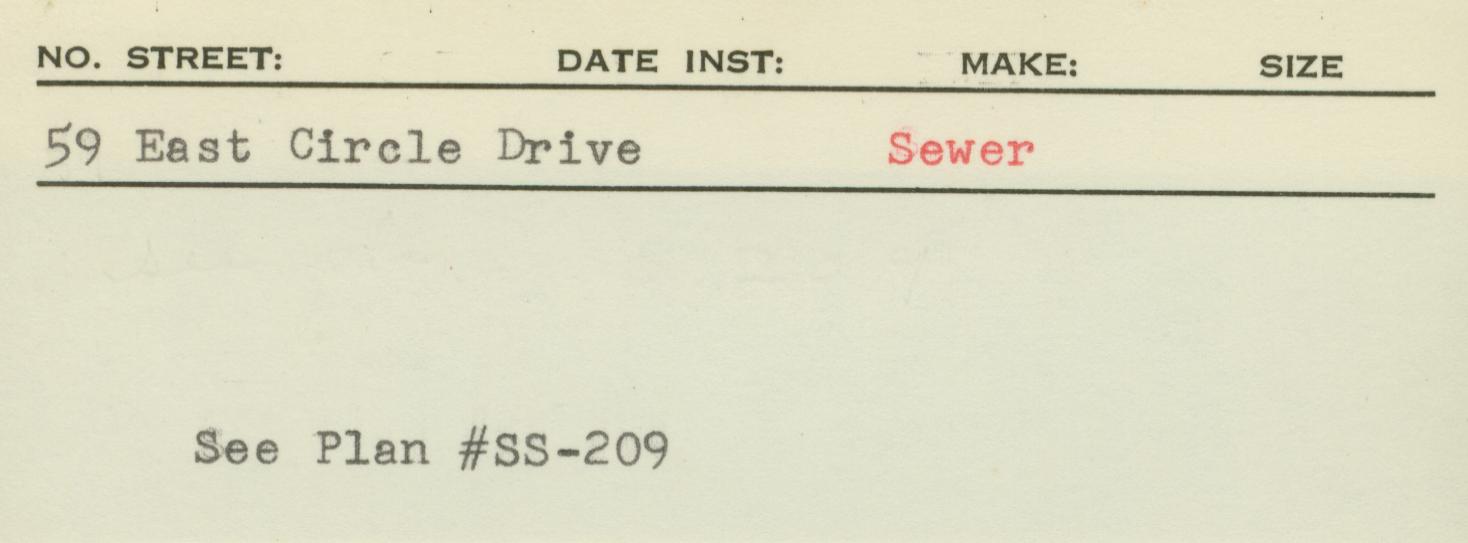 NO. STREET: DATE INST: MAKE: SIZE
59 East Circle Drive Sewer
See Plan #SS-209